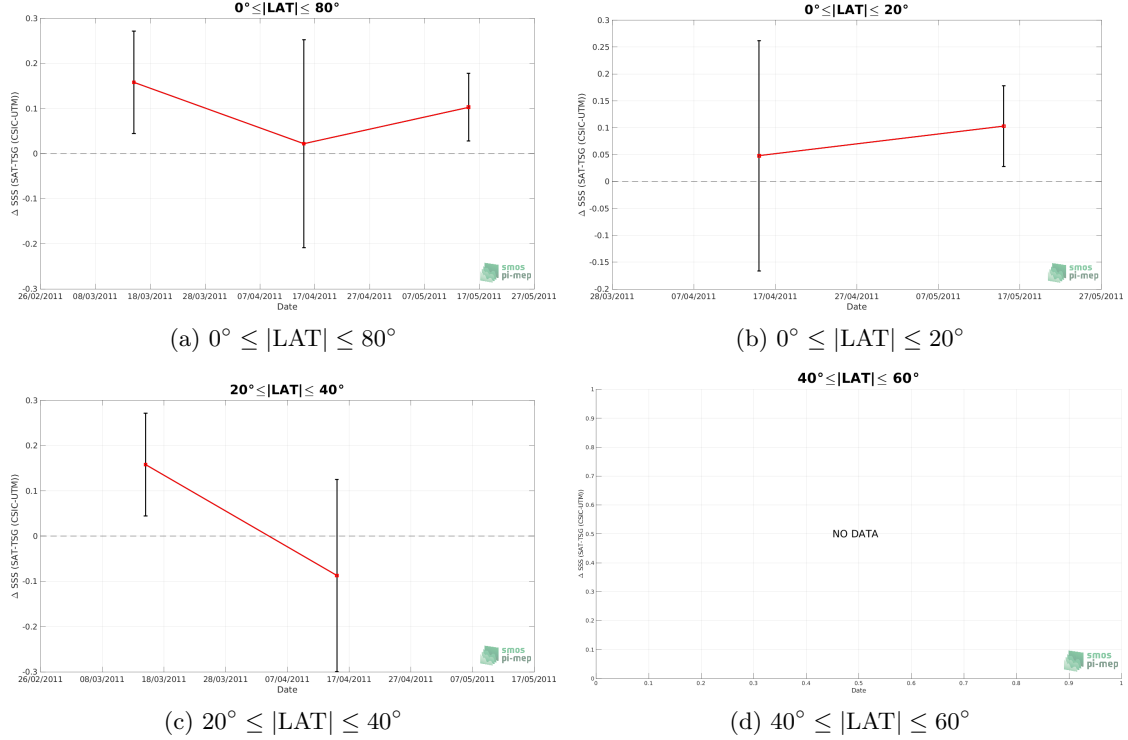 0°≤|LAT|≤ 80°
Δ SSS (SAT-TSG (CSIC-UTM))
0.3
0.2
0.1
0
-0.1
-0.2
-0.3
26/02/2011 08/03/2011 18/03/2011 28/03/2011 07/04/2011 17/04/2011 27/04/2011 07/05/2011 17/05/2011 27/05/2011
Date
smos
pi-mep
(a) 0° ≤ |LAT| ≤ 80°
0°≤|LAT|≤ 20°
Δ SSS (SAT-TSG (CSIC-UTM))
0.3
0.25
0.2
0.15
0.1
0.05
0
-0.05
-0.1
-0.15
-0.2
28/03/2011 07/04/2011 17/04/2011 27/04/2011 07/05/2011 17/05/2011 27/05/2011
Date
smos
pi-mep
(b) 0° ≤ |LAT| ≤ 20°
20°≤|LAT|≤ 40°
Δ SSS (SAT-TSG (CSIC-UTM))
0.3
0.2
0.1
0
-0.1
-0.2
-0.3
26/02/2011 08/03/2011 18/03/2011 28/03/2011 07/04/2011 17/04/2011 27/04/2011 07/05/2011 17/05/2011
Date
smos
pi-mep
(c) 20° ≤ |LAT| ≤ 40°
40°≤|LAT|≤ 60°
Δ SSS (SAT-TSG (CSIC-UTM))
1
0.9
0.8
0.7
0.6
0.5
0.4
0.3
0.2
0.1
0
NO DATA
0 0.1 0.2 0.3 0.4 0.5 0.6 0.7 0.8 0.9 1
Date
smos
pi-mep
(d) 40° ≤ |LAT| ≤ 60°